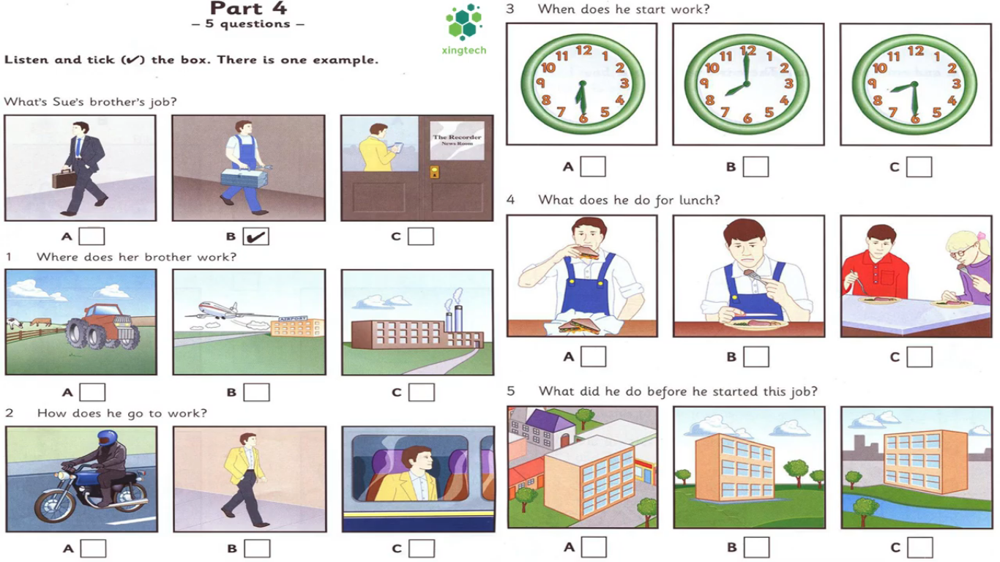 Part 4
– 5 questions –
xingtech
Listen and tick (✔) the box. There is one example.
What's Sue's brother's job?
The Recorder
News Room
A
B ✔
C
1 Where does her brother work?
AIRPORT
A
B
C
2 How does he go to work?
A
B
C
3 When does he start work?
12
11 1
10 2
9 3
8 4
7 5
6
12
11 1
10 2
9 3
8 4
7 5
6
12
11 1
10 2
9 3
8 4
7 5
6
A
B
C
4 What does he do for lunch?
A
B
C
5 What did he do before he started this job?
A
B
C